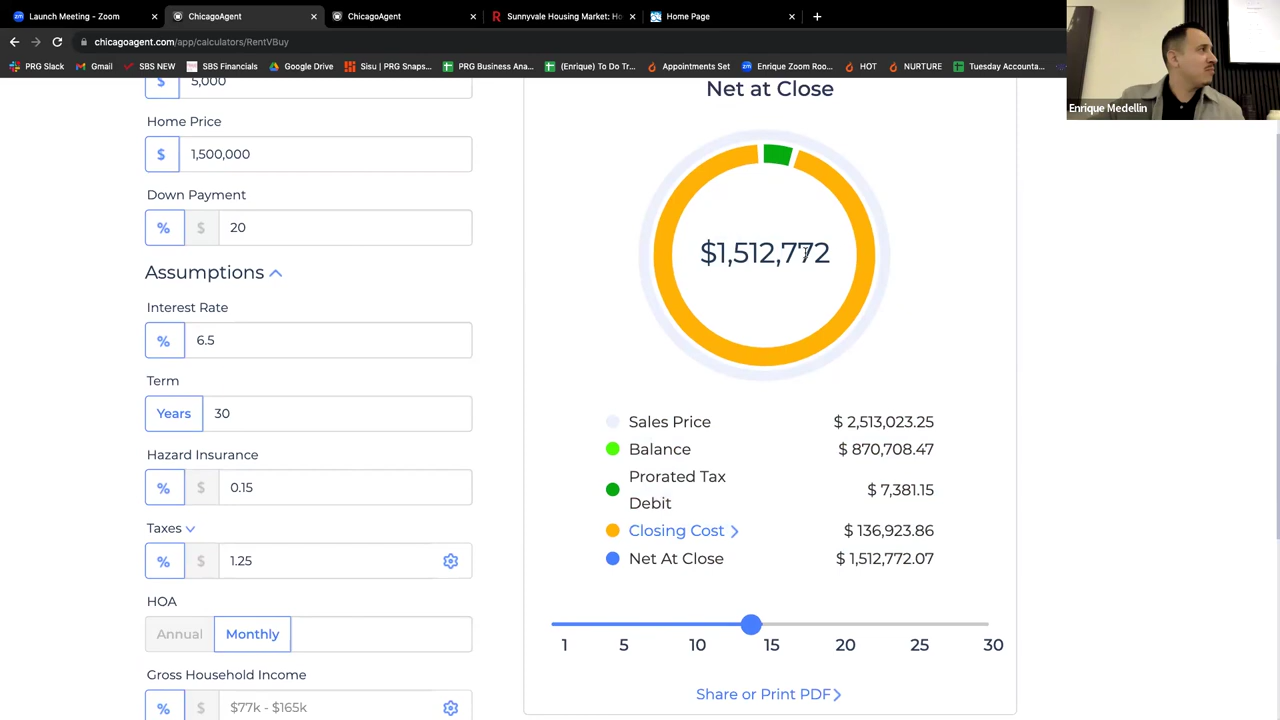 Launch Meeting - Zoom
ChicagoAgent
ChicagoAgent
Sunnyvale Housing Market: Ho
Home Page
chicagoagent.com/app/calculators/RentVBuy
PRG Slack
Gmail
SBS NEW
SBS Financials
Google Drive
Sisu | PRG Snaps...
PRG Business Ana...
(Enrique) To Do Tr...
Appointments Set
Enrique Zoom Roo...
HOT
NURTURE
Tuesday Accounta...
Enrique Medellin
$ 5,000
Home Price
$ 1,500,000
Down Payment
% $ 20
Assumptions
Interest Rate
% 6.5
Term
Years 30
Hazard Insurance
% $ 0.15
Taxes
% $ 1.25
HOA
Annual Monthly
Gross Household Income
% $ $77k - $165k
Net at Close
$1,512,772
Sales Price $ 2,513,023.25
Balance $ 870,708.47
Prorated Tax
Debit $ 7,381.15
Closing Cost $ 136,923.86
Net At Close $ 1,512,772.07
1 5 10 15 20 25 30
Share or Print PDF